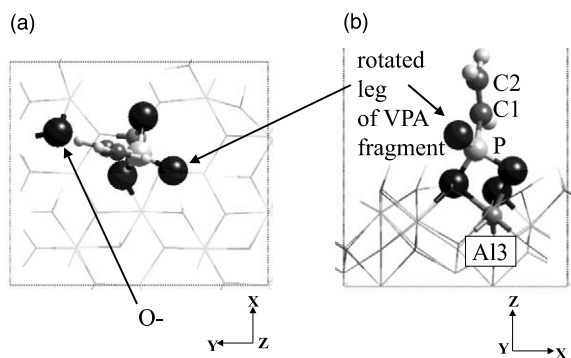 (a)
(b)
rotated
leg
of VPA
fragment
C2
C1
P
Al3
O-
X
Y
Z
Z
Y
X